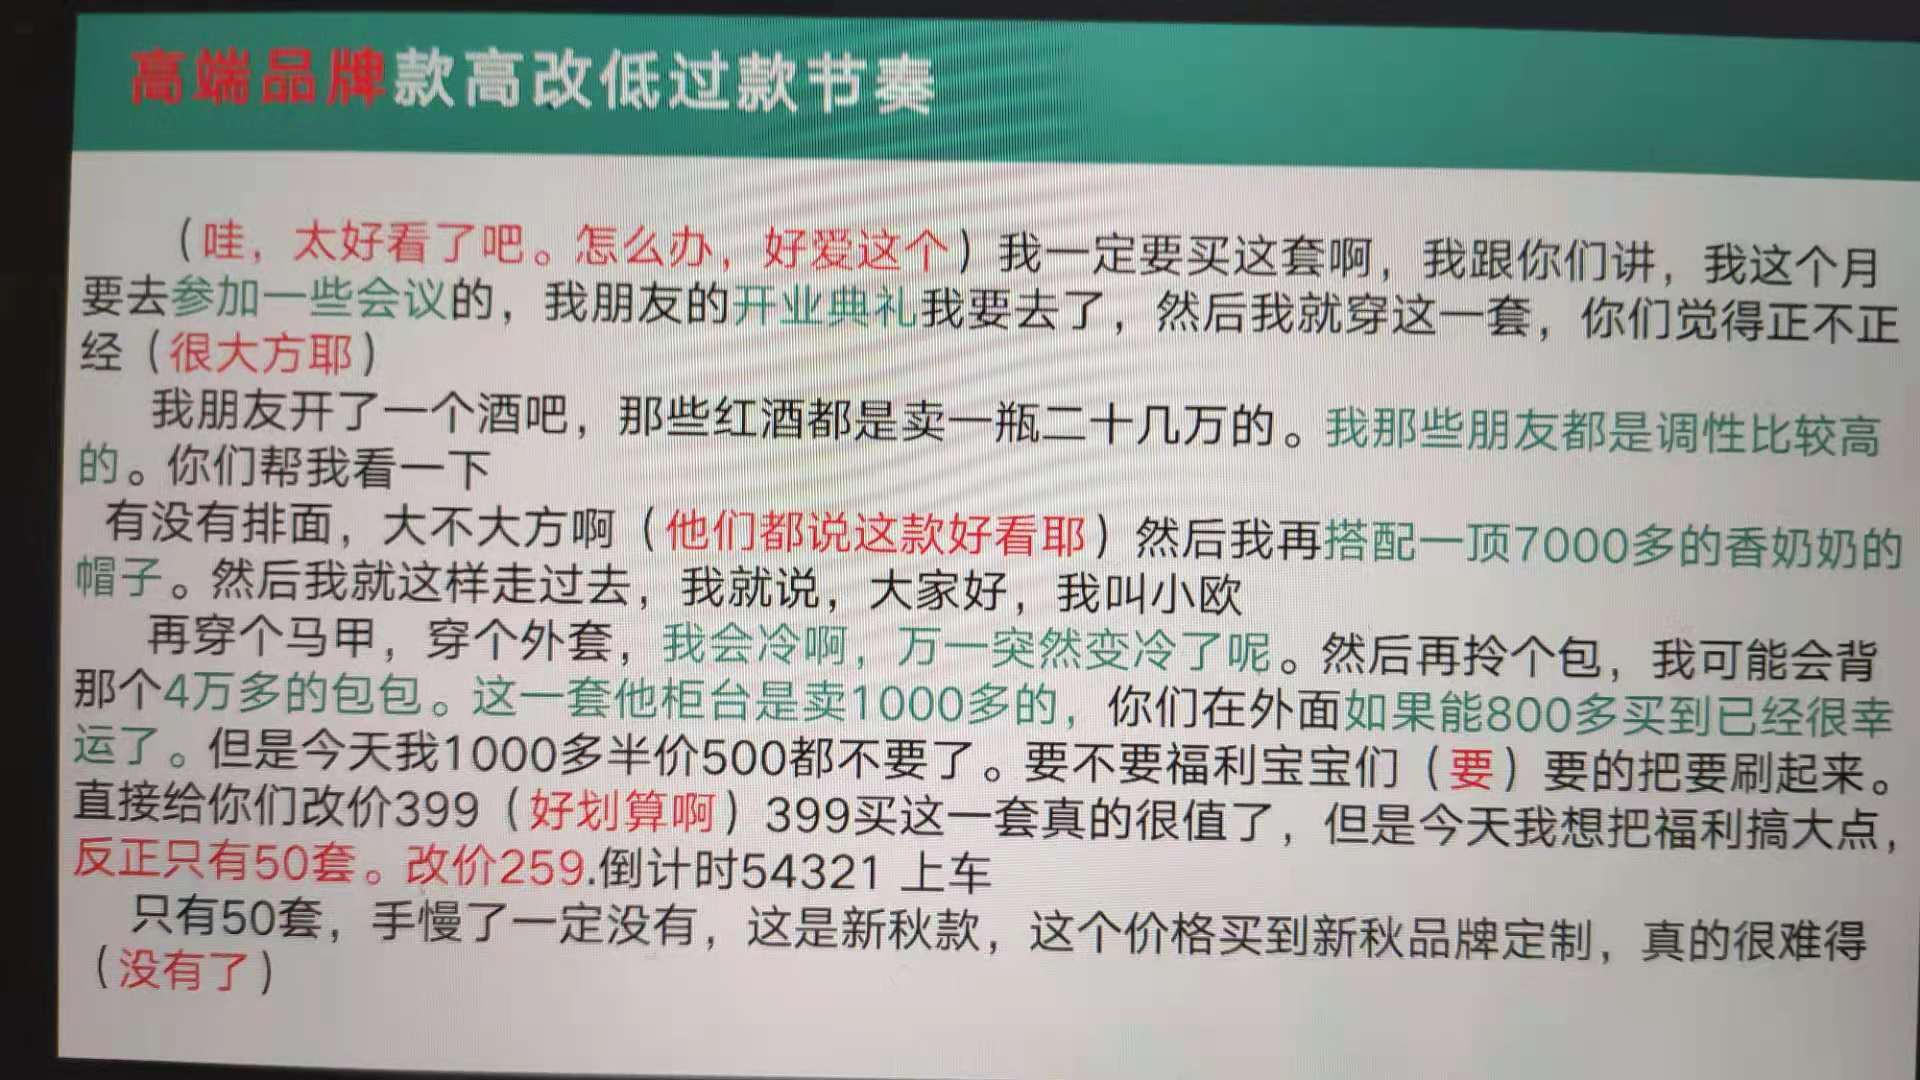 高端品牌款高改低过款节奏
（哇，太好看了吧。怎么办，好爱这个）我一定要买这套啊，我跟你们讲，我这个月
要去参加一些会议的，我朋友的开业典礼我要去了，然后我就穿这一套，你们觉得正不正
经（很大方耶）
我朋友开了一个酒吧，那些红酒都是卖一瓶二十几万的。我那些朋友都是调性比较高
的。你们帮我看一下
有没有排面，大不大方啊（他们都说这款好看耶）然后我再搭配一顶7000多的香奶奶的
帽子。然后我就这样走过去，我就说，大家好，我叫小欧
再穿个马甲，穿个外套，我会冷啊，万一突然变冷了呢。然后再拎个包，我可能会背
那个4万多的包包。这一套他柜台是卖1000多的，你们在外面如果能800多买到已经很幸
运了。但是今天我1000多半价500都不要了。要不要福利宝宝们（要）要的把要刷起来。
直接给你们改价399（好划算啊）399买这一套真的很值了，但是今天我想把福利搞大点，
反正只有50套。改价259.倒计时54321 上车
只有50套，手慢了一定没有，这是新秋款，这个价格买到新秋品牌定制，真的很难得
（没有了）